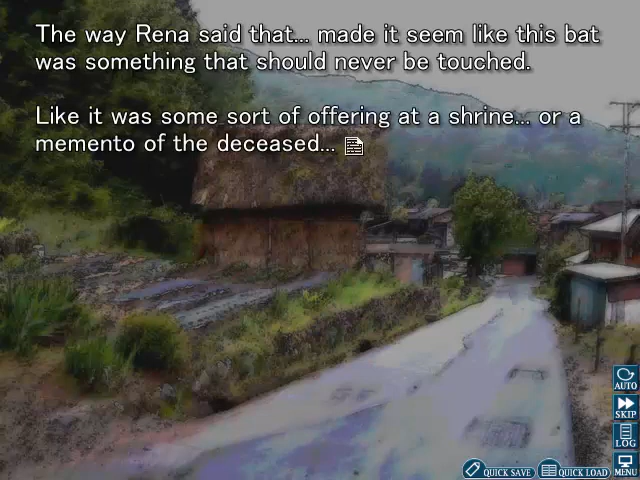 The way Rena said that... made it seem like this bat
was something that should never be touched.
Like it was some sort of offering at a shrine... or a
memento of the deceased...
AUTO
SKIP
LOG
MENU
QUICK SAVE
QUICK LOAD